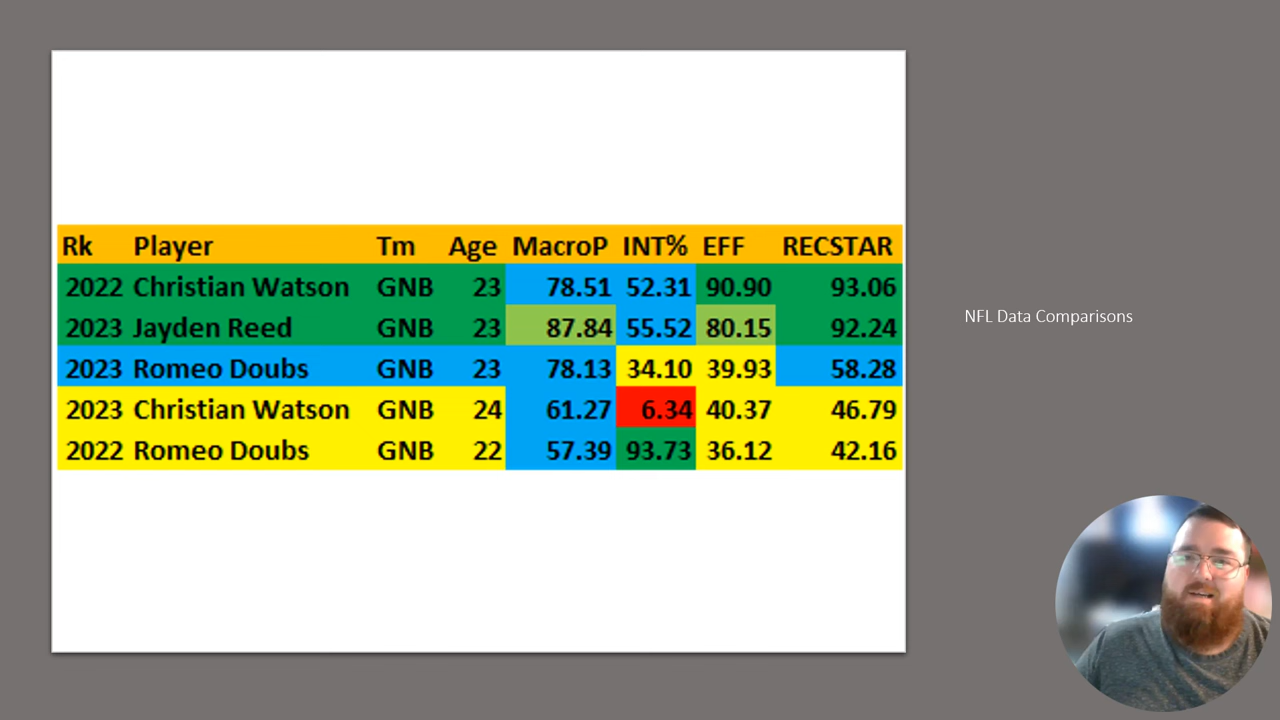 Rk Player Tm Age MacroP INT% EFF RECSTAR
2022 Christian Watson GNB 23 78.51 52.31 90.90 93.06
2023 Jayden Reed GNB 23 87.84 55.52 80.15 92.24
2023 Romeo Doubs GNB 23 78.13 34.10 39.93 58.28
2023 Christian Watson GNB 24 61.27 6.34 40.37 46.79
2022 Romeo Doubs GNB 22 57.39 93.73 36.12 42.16
NFL Data Comparisons